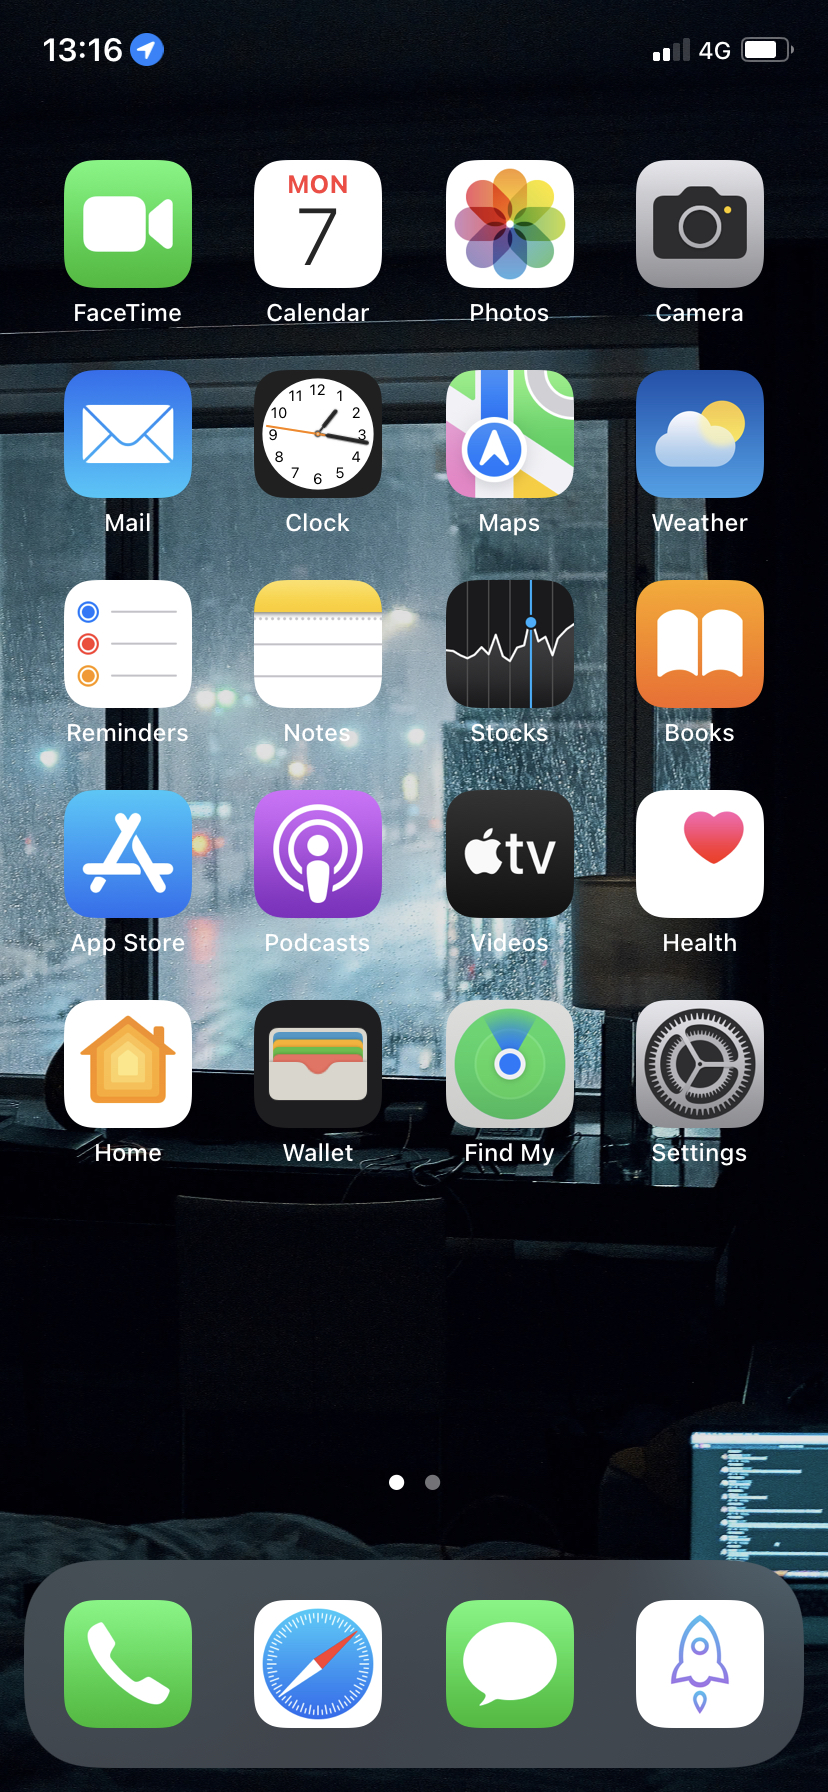 13:16
4G
MON
7
FaceTime
Calendar
Photos
Camera
12
11
1
10
2
9
3
8
4
7
5
6
Mail
Clock
Maps
Weather
Reminders
Notes
Stocks
Books
tv
App Store
Podcasts
Videos
Health
Home
Wallet
Find My
Settings